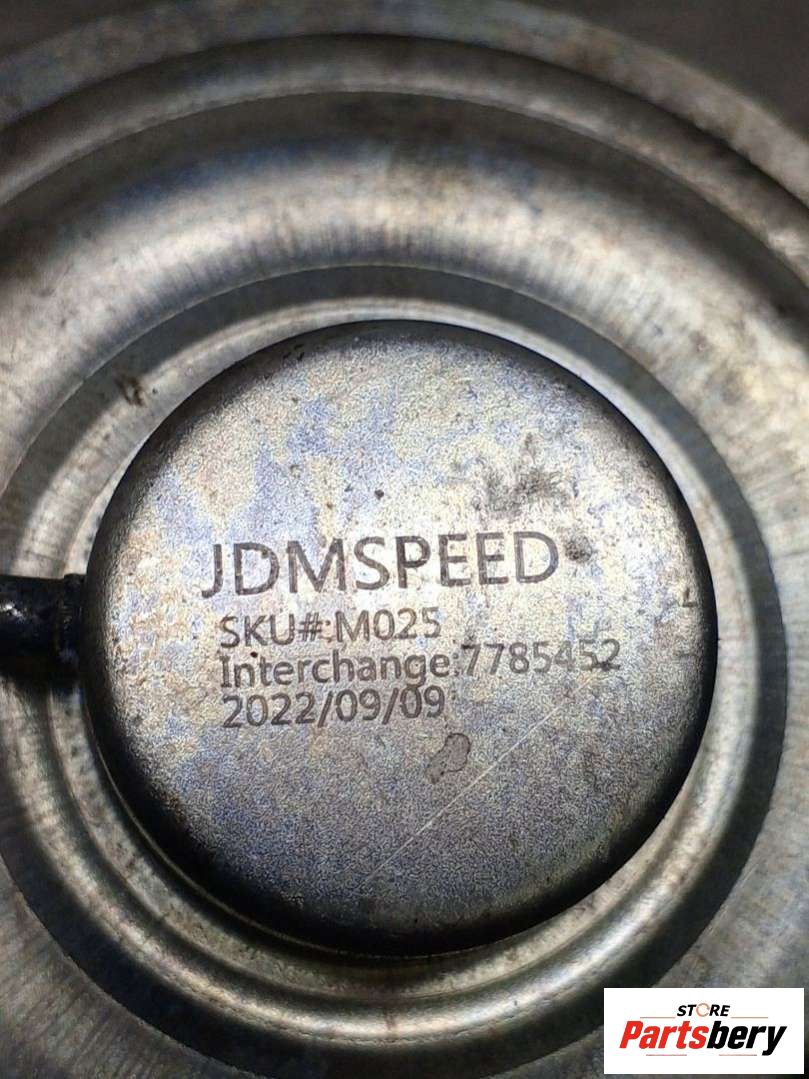 JDMSPEED
SKU#:M025
Interchange:7785452
2022/09/09
STORE
Partsbery